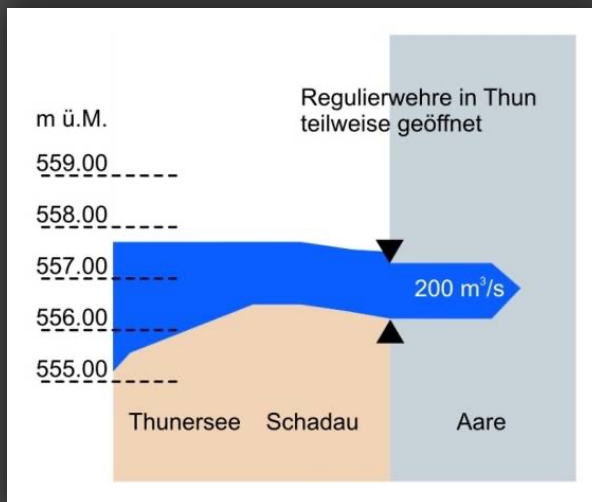 Regulierwehre in Thun
teilweise geöffnet
m ü.M.
559.00
558.00
557.00
200 m³/s
556.00
555.00
Thunersee Schadau Aare